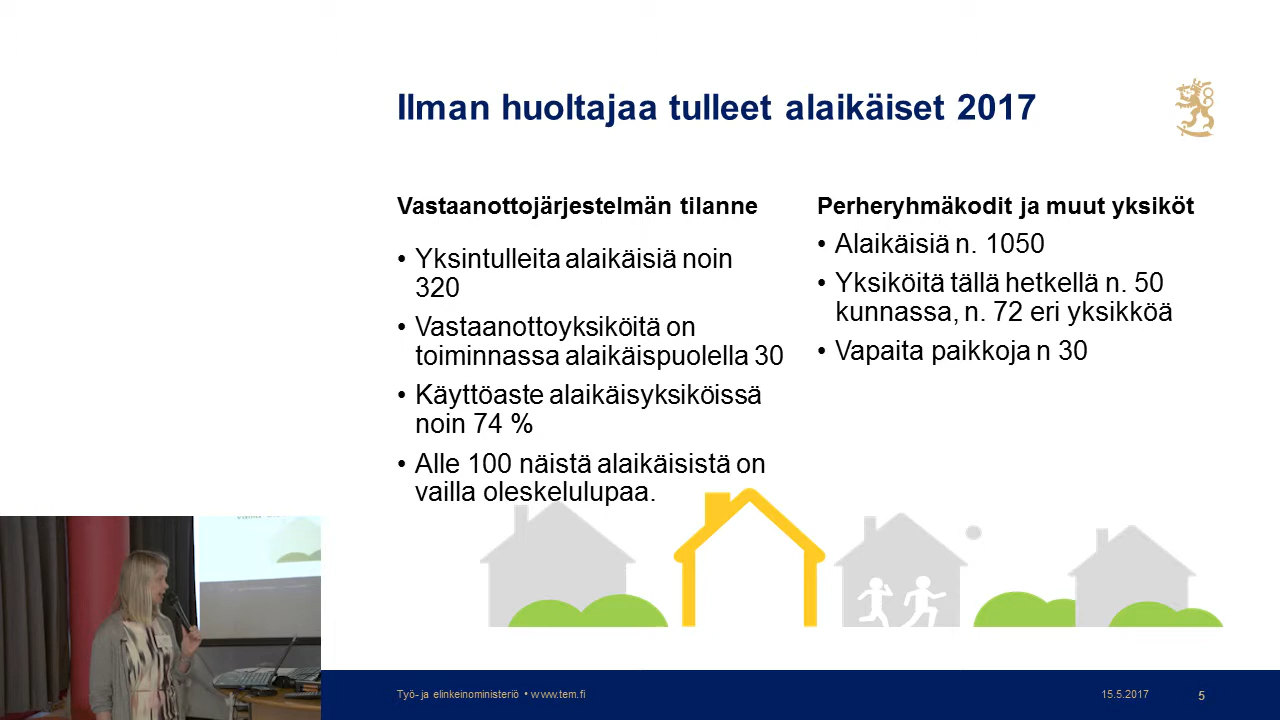 Ilman huoltajaa tulleet alaikäiset 2017
Vastaanottojärjestelmän tilanne
• Yksintulleita alaikäisiä noin
320
• Vastaanottoyksiköitä on
toiminnassa alaikäispuolella 30
• Käyttöaste alaikäisyksiköissä
noin 74 %
• Alle 100 näistä alaikäisistä on
vailla oleskelulupaa.
Perheryhmäkodit ja muut yksiköt
• Alaikäisiä n. 1050
• Yksiköitä tällä hetkellä n. 50
kunnassa, n. 72 eri yksikköä
• Vapaita paikkoja n 30
Työ- ja elinkeinoministeriö • www.tem.fi
15.5.2017
5